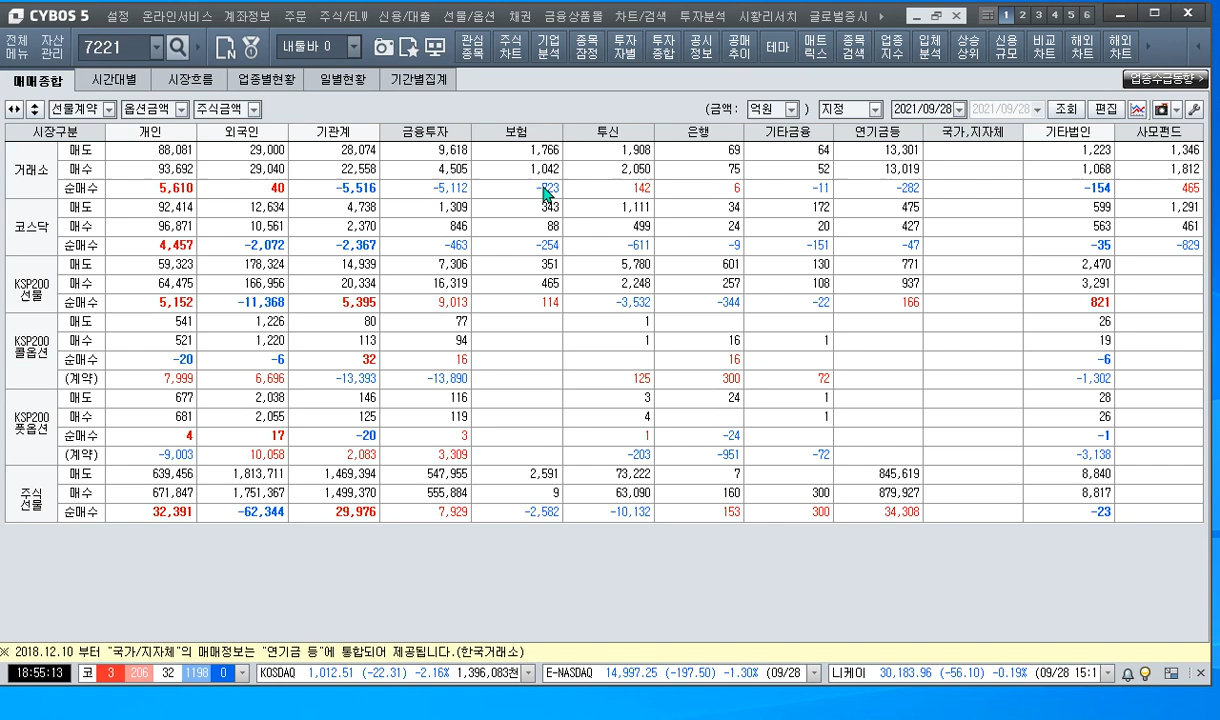 CYBOS 5 설정 온라인서비스 계좌정보 주문 주식/ELW 신용/대출 선물/옵션 채권 금융상품몰 차트/검색 투자분석 시황리서치 글로벌증시 1 2 3 4 5 6
전체메뉴 자산관리 7221 내툴바 0 관심종목 주식차트 기업분석 종목잠정 투자자별 투자종합 공시정보 공매추이 테마 매트릭스 종목검색 업종지수 입체분석 상승상위 신용규모 비교차트 해외차트 해외차트
매매종합 시간대별 시장흐름 업종별현황 일별현황 기간별집계 업종수급동향 >
선물계약 옵션금액 주식금액 (금액: 억원 ) 지정 2021/09/28 2021/09/28 조회 편집
시장구분 개인 외국인 기관계 금융투자 보험 투신 은행 기타금융 연기금등 국가,지자체 기타법인 사모펀드
거래소
매도 88,081 29,000 28,074 9,618 1,766 1,908 69 64 13,301 1,223 1,346
매수 93,692 29,040 22,558 4,505 1,042 2,050 75 52 13,019 1,068 1,812
순매수 5,610 40 -5,516 -5,112 -723 142 6 -11 -282 -154 465
코스닥
매도 92,414 12,634 4,738 1,309 343 1,111 34 172 475 599 1,291
매수 96,871 10,561 2,370 846 88 499 24 20 427 563 461
순매수 4,457 -2,072 -2,367 -463 -254 -611 -9 -151 -47 -35 -829
KSP200 선물
매도 59,323 178,324 14,939 7,306 351 5,780 601 130 771 2,470
매수 64,475 166,956 20,334 16,319 465 2,248 257 108 937 3,291
순매수 5,152 -11,368 5,395 9,013 114 -3,532 -344 -22 166 821
KSP200 콜옵션
매도 541 1,226 80 77 1 26
매수 521 1,220 113 94 1 16 1 19
순매수 -20 -6 32 16 16 -6
(계약) 7,999 6,696 -13,393 -13,890 125 300 72 -1,302
KSP200 풋옵션
매도 677 2,038 146 116 3 24 1 28
매수 681 2,055 125 119 4 1 26
순매수 4 17 -20 3 1 -24 -1
(계약) -9,003 10,058 2,083 3,309 -203 -951 -72 -3,138
주식 선물
매도 639,456 1,813,711 1,469,394 547,955 2,591 73,222 7 845,619 8,840
매수 671,847 1,751,367 1,499,370 555,884 9 63,090 160 300 879,927 8,817
순매수 32,391 -62,344 29,976 7,929 -2,582 -10,132 153 300 34,308 -23
※ 2018.12.10 부터 "국가/지자체"의 매매정보는 "연기금 등"에 통합되어 제공됩니다.(한국거래소)
18:55:13 코 3 206 32 1198 0 KOSDAQ 1,012.51 (-22.31) -2.16% 1,396,083천 E-NASDAQ 14,997.25 (-197.50) -1.30% (09/28 니케이 30,183.96 (-56.10) -0.19% (09/28 15:1